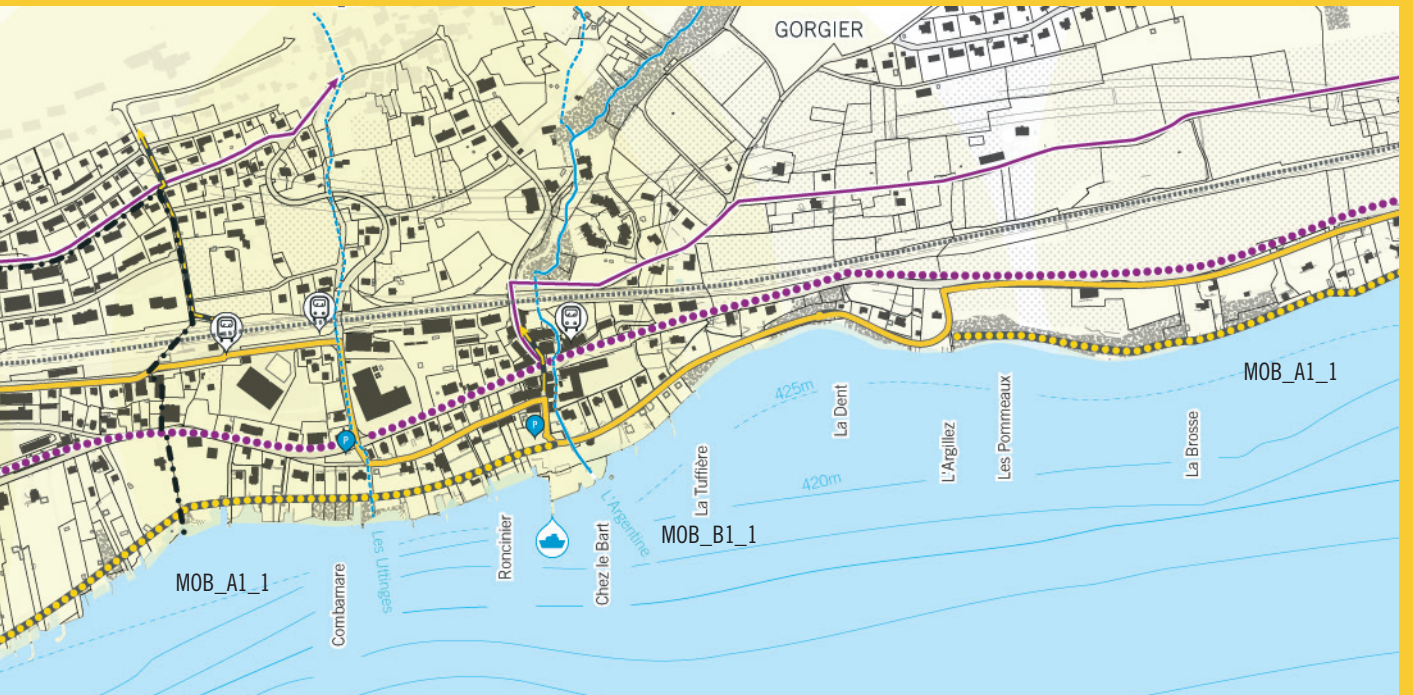 GORGIER
P
P
425m
420m
La Dent
MOB_A1_1
L'Argillez
Les Pommeaux
La Brosse
La Tuffière
MOB_B1_1
L'Argentine
Chez le Bart
Roncinier
Les Uttinges
Combamare
MOB_A1_1